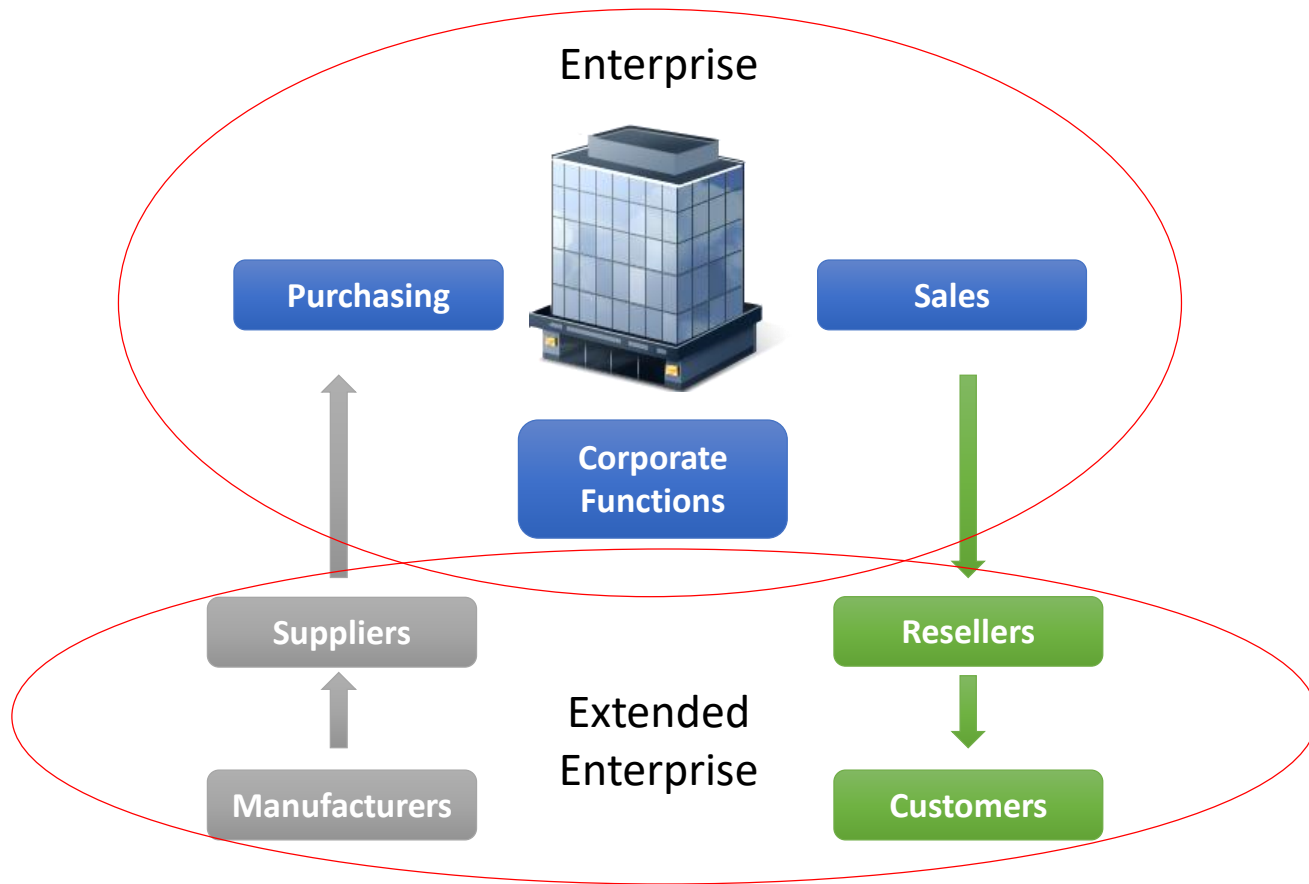 Enterprise
Purchasing
Sales
Corporate
Functions
Suppliers
Resellers
Extended
Enterprise
Manufacturers
Customers